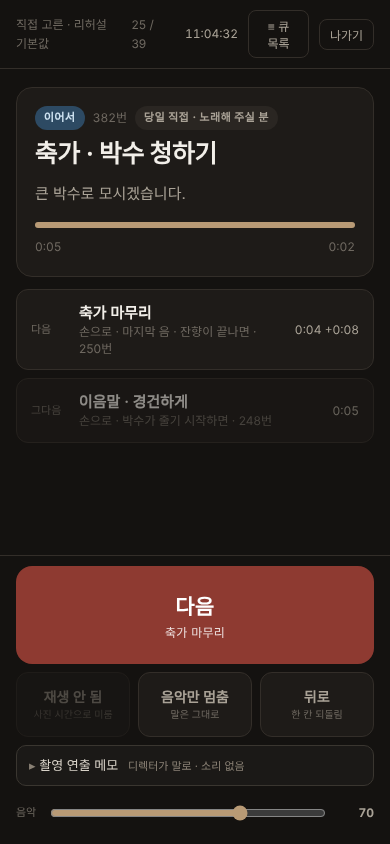 직접 고른 · 리허설 기본값
25 / 39
11:04:32
≡ 큐 목록
나가기
이어서 382번 당일 직접 · 노래해 주실 분
축가 · 박수 청하기
큰 박수로 모시겠습니다.
0:05 0:02
다음
축가 마무리
손으로 · 마지막 음 · 잔향이 끝나면 ·
250번
0:04 +0:08
그다음
이음말 · 경건하게
손으로 · 박수가 줄기 시작하면 · 248번
0:05
다음
축가 마무리
재생 안 됨
사진 시간으로 이동
음악만 멈춤
말은 그대로
뒤로
한 칸 되돌림
▸ 촬영 연출 메모 디렉터가 말로 · 소리 없음
음악 70